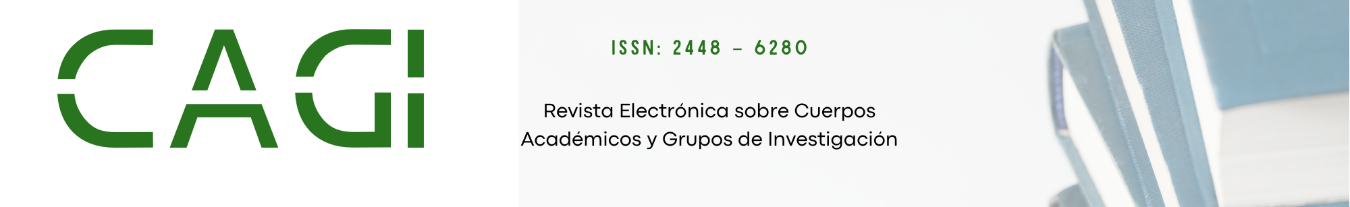 CAGI
ISSN: 2448 – 6280
Revista Electrónica sobre Cuerpos
Académicos y Grupos de Investigación